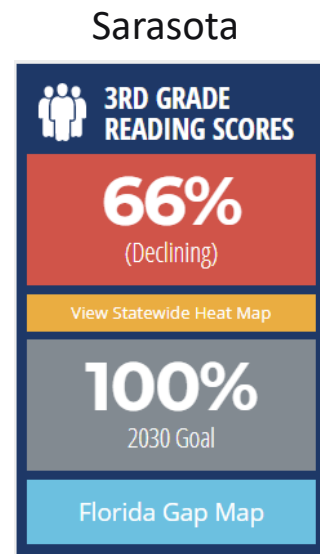 Sarasota
3RD GRADE
READING SCORES
66%
(Declining)
View Statewide Heat Map
100%
2030 Goal
Florida Gap Map